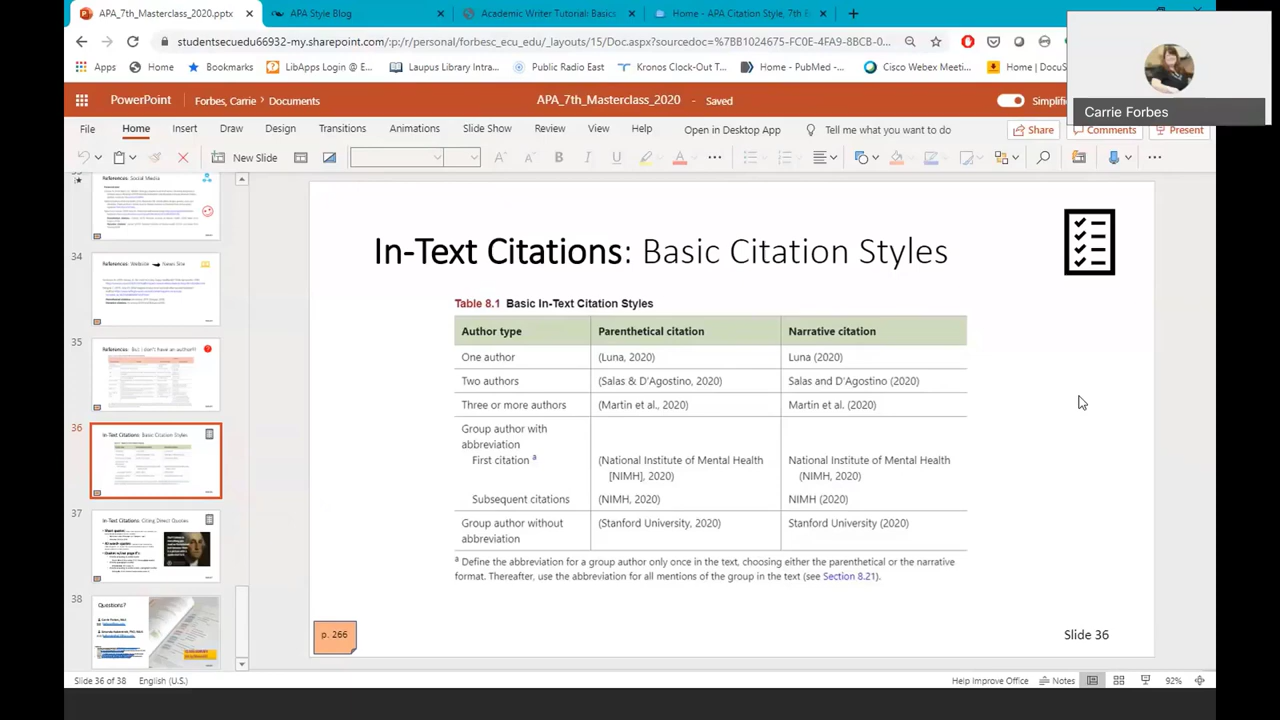 APA_7th_Masterclass_2020.pptx
APA Style Blog
Academic Writer Tutorial: Basics
Home - APA Citation Style, 7th E
studentsecuedu66932-my.sharepoint.com/:p:/r/personal/forbesc_ecu_edu/_layouts/15/Doc.aspx?sourcedoc=%7BB1024675-FC0E-4FA9-8BCB-0...
Apps
Home
Bookmarks
LibApps Login @ E...
Laupus Librarian...
Public Radio East
Kronos Clock-Out T...
Home - PubMed -...
Cisco Webex Meeti...
Home | DocuS
Carrie Forbes
PowerPoint
Forbes, Carrie > Documents
APA_7th_Masterclass_2020 - Saved
Simplifi
File Home Insert Draw Design Transitions Animations Slide Show Review View Help Open in Desktop App Tell me what you want to do Share Comments Present
New Slide
References: Social Media
34
References: Website News Site
35
References: But I don't have an author!!
36
In-Text Citations: Basic Citation Styles
37
In-Text Citations: Citing Direct Quotes
38
Questions?
In-Text Citations: Basic Citation Styles
Table 8.1 Basic In-Text Citation Styles
Author type Parenthetical citation Narrative citation
One author (Luna, 2020) Luna (2020)
Two authors (Salas & D'Agostino, 2020) Salas and D'Agostino (2020)
Three or more authors (Martin et al., 2020) Martin et al. (2020)
Group author with
abbreviation
First citation a (National Institute of Mental Health National Institute of Mental Health
[NIMH], 2020) (NIMH, 2020)
Subsequent citations (NIMH, 2020) NIMH (2020)
Group author without (Stanford University, 2020) Stanford University (2020)
abbreviation
a Define the abbreviation for a group author only once in the text, choosing either the parenthetical or the narrative
format. Thereafter, use the abbreviation for all mentions of the group in the text (see Section 8.21).
p. 266
Slide 36
Slide 36 of 38 English (U.S.)
Help Improve Office Notes 92%